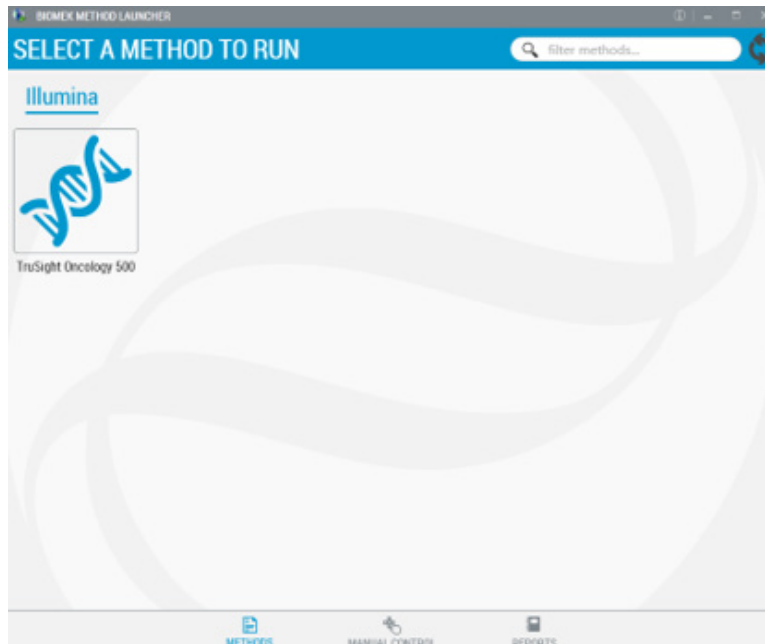 BIOMEK METHOD LAUNCHER
SELECT A METHOD TO RUN
filter methods...
Illumina
TruSight Oncology 500
METHODS
MANUAL CONTROL
REPORTS